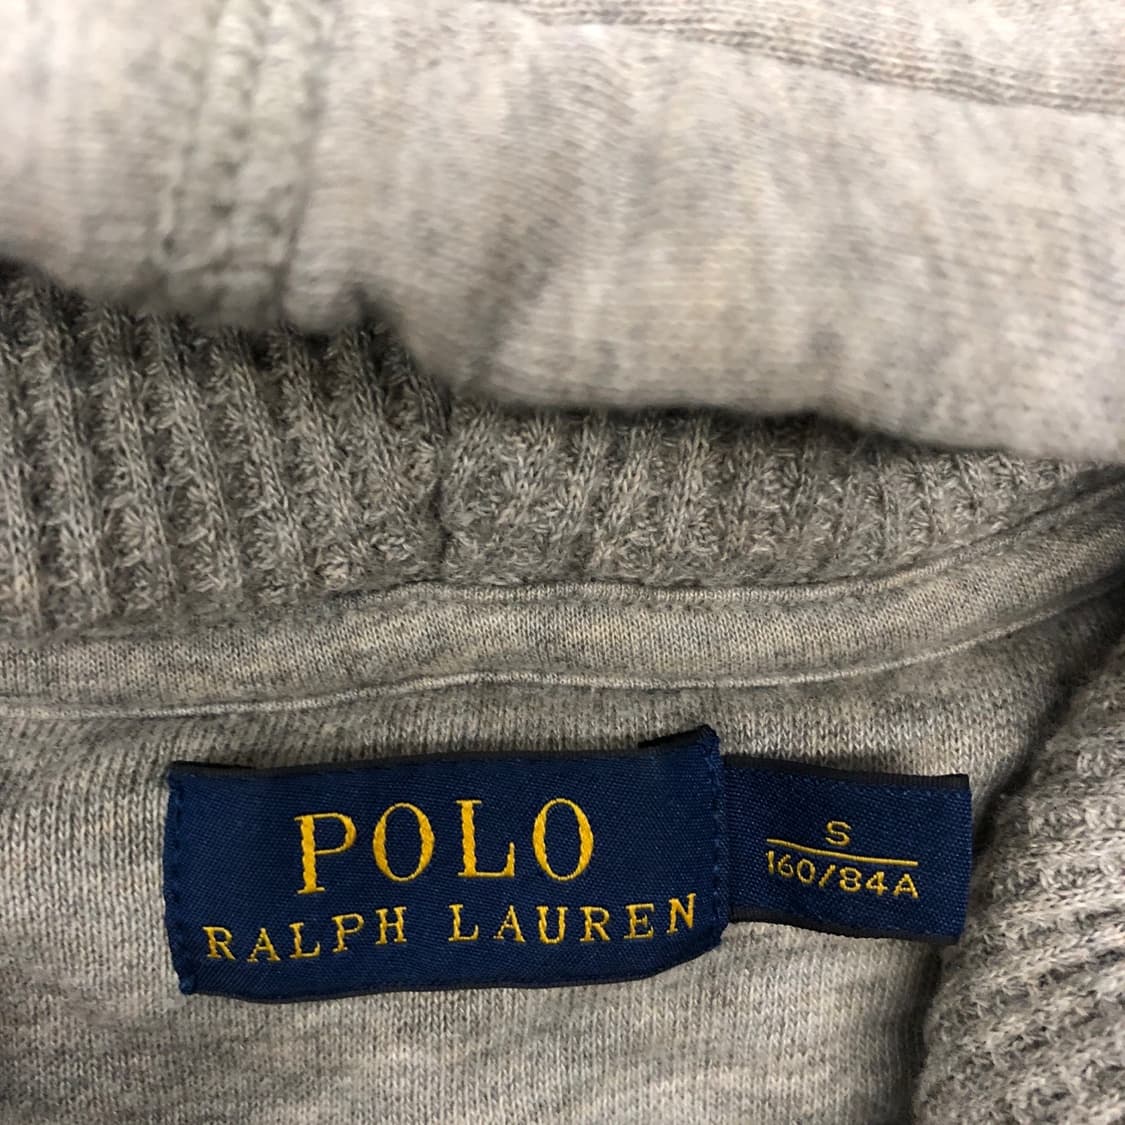 POLO
RALPH LAUREN
S
160/84A